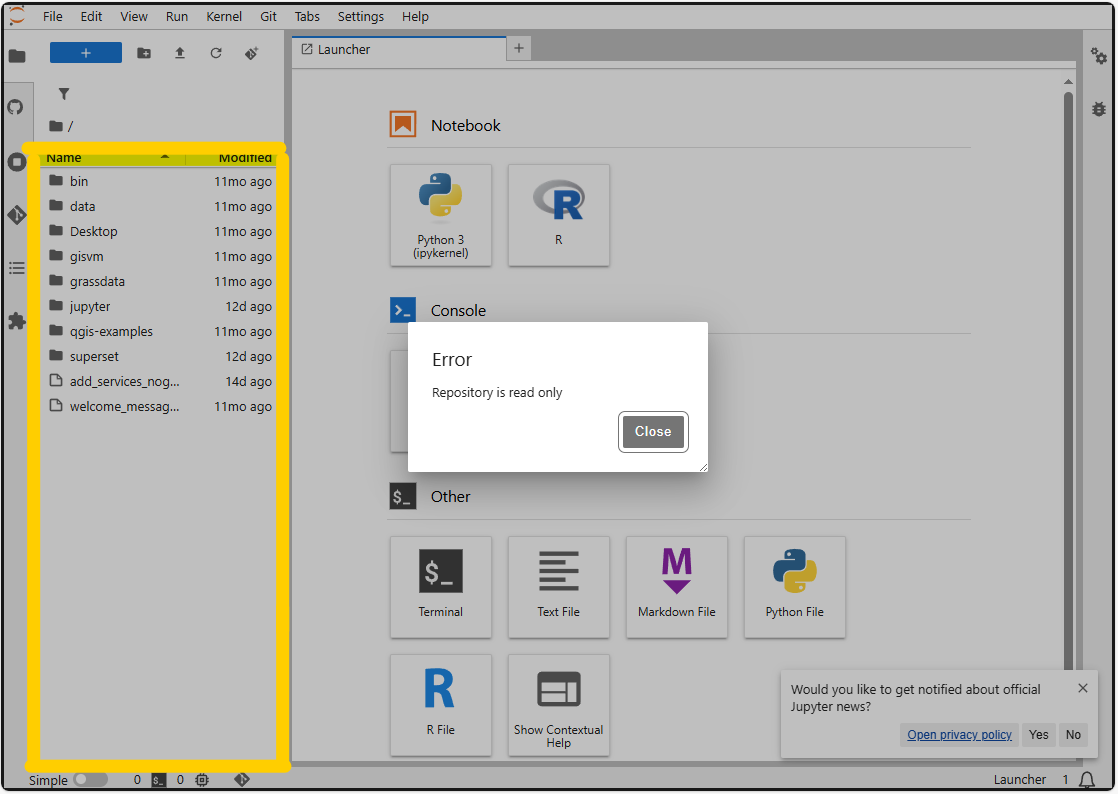 File Edit View Run Kernel Git Tabs Settings Help
+
Launcher
+
/
Name Modified
bin 11mo ago
data 11mo ago
Desktop 11mo ago
gisvm 11mo ago
grassdata 11mo ago
jupyter 12d ago
qgis-examples 11mo ago
superset 12d ago
add_services_nog... 14d ago
welcome_messag... 11mo ago
Notebook
Python 3
(ipykernel)
R
Console
Error
Repository is read only
Close
$_ Other
$_
Terminal
Text File
M
Markdown File
Python File
R
R File
Show Contextual
Help
Would you like to get notified about official
Jupyter news?
Open privacy policy Yes No
Simple 0 $_ 0 Launcher 1